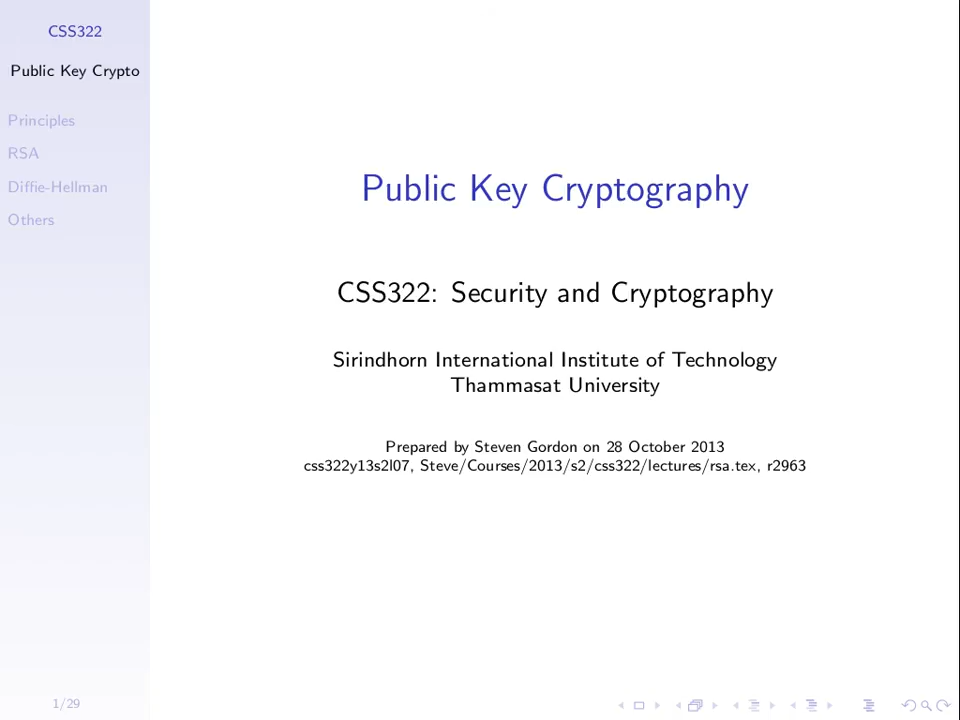 CSS322
Public Key Crypto
Principles
RSA
Diffie-Hellman
Others
Public Key Cryptography
CSS322: Security and Cryptography
Sirindhorn International Institute of Technology
Thammasat University
Prepared by Steven Gordon on 28 October 2013
css322y13s2l07, Steve/Courses/2013/s2/css322/lectures/rsa.tex, r2963
1/29